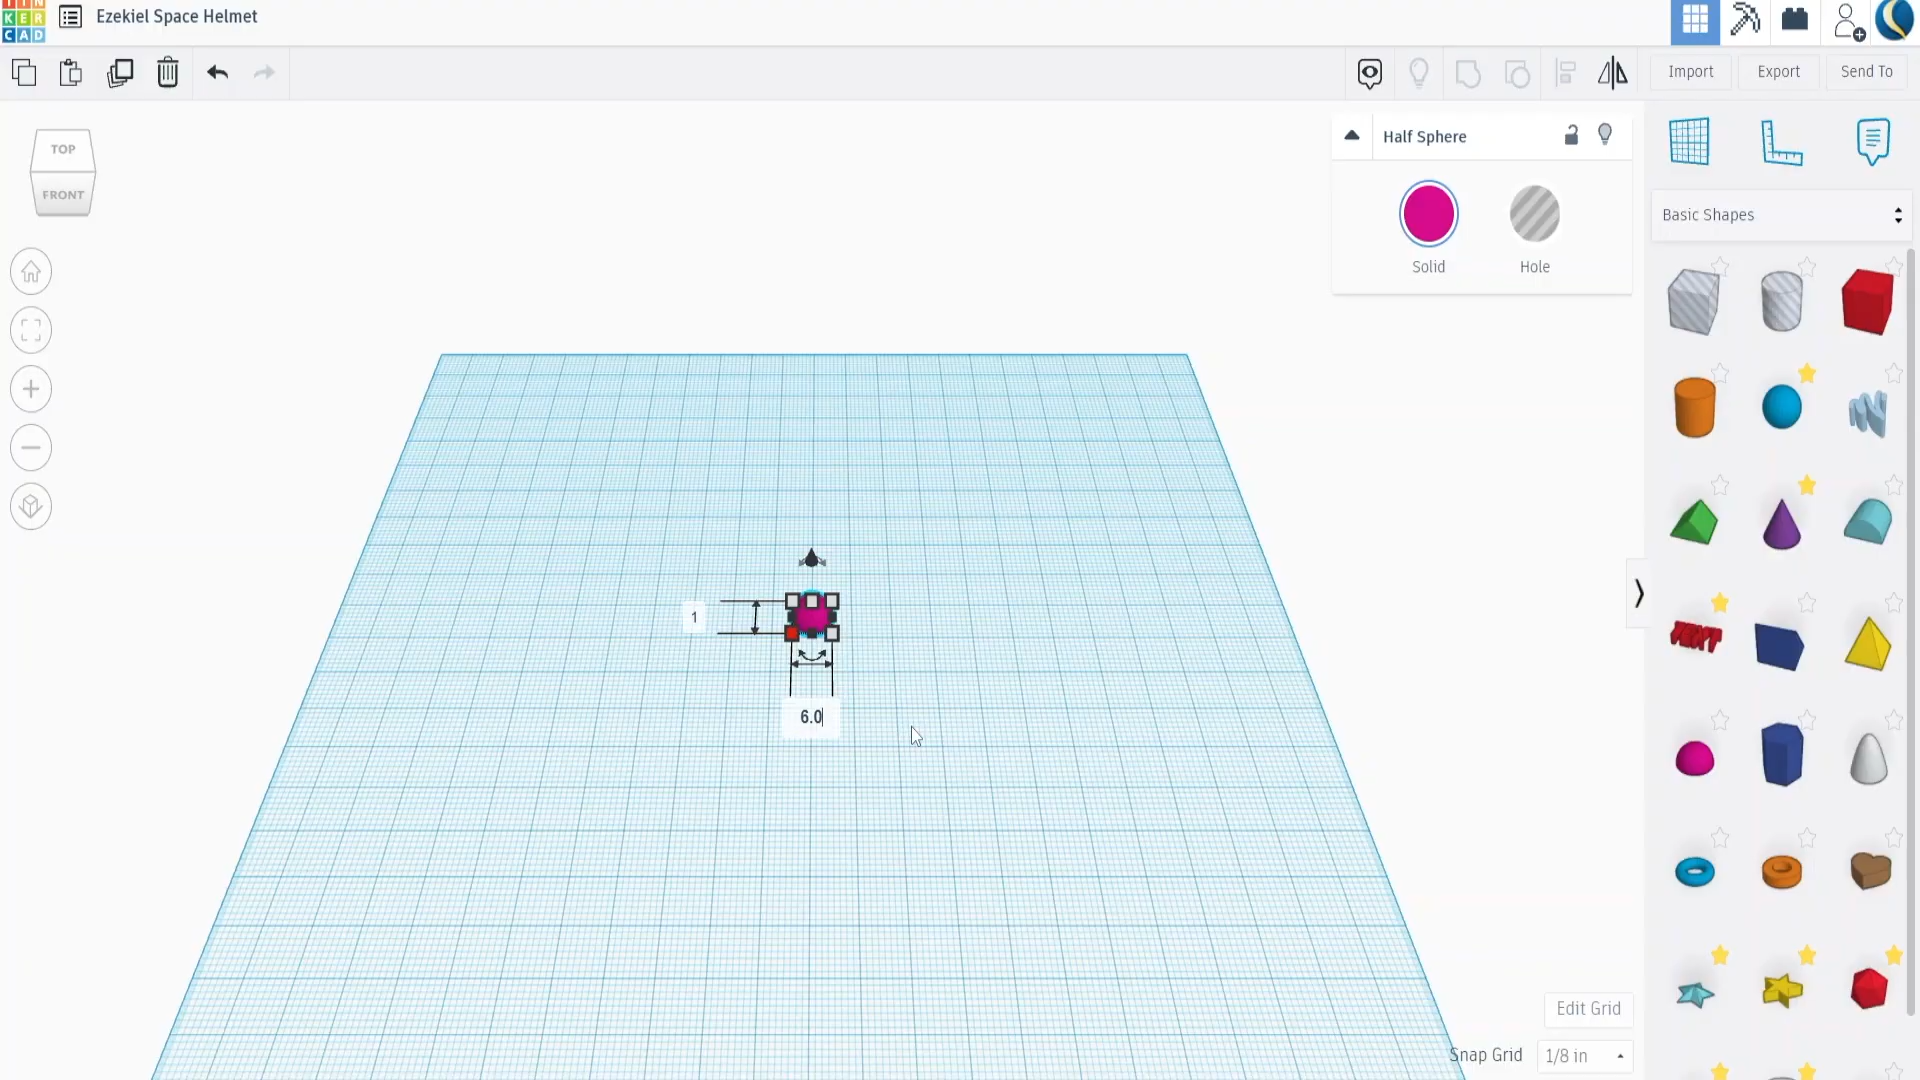 TIN
KER
CAD
Ezekiel Space Helmet
Import
Export
Send To
TOP
FRONT
Half Sphere
Solid
Hole
Basic Shapes
TEXT
1
6.0
Edit Grid
Snap Grid
1/8 in